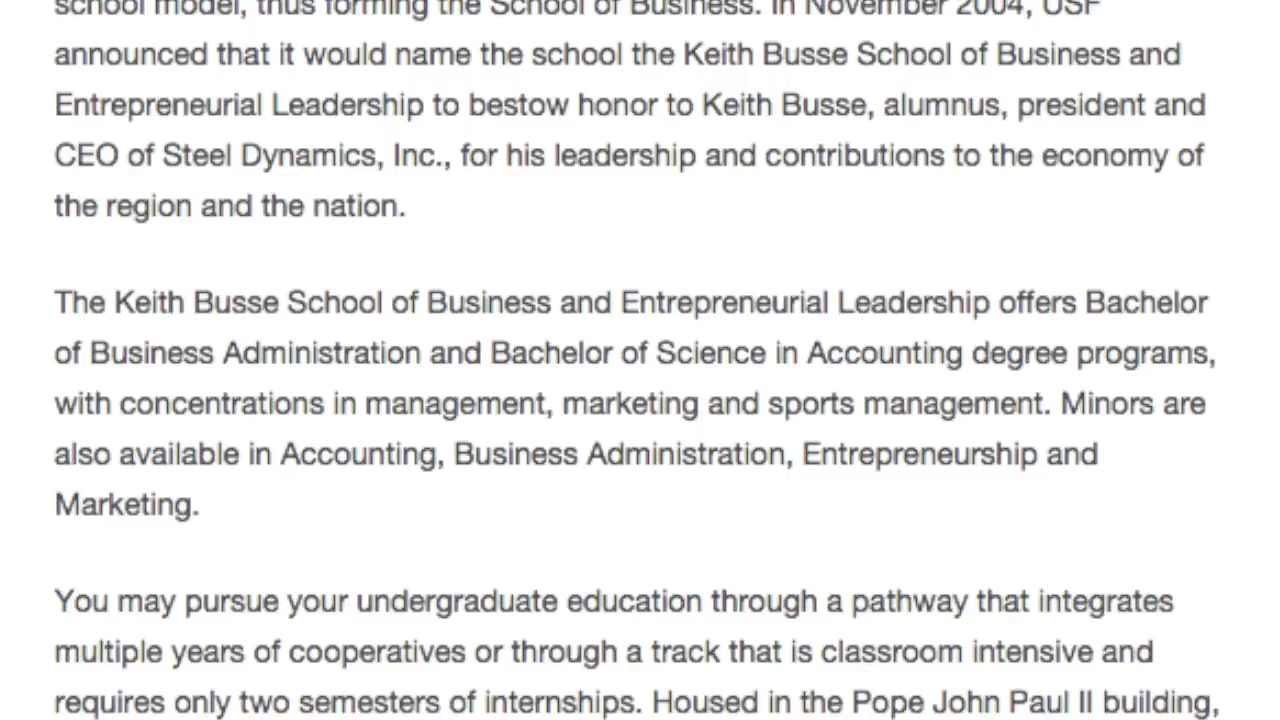 school model, thus forming the School of Business. In November 2004, USF
announced that it would name the school the Keith Busse School of Business and
Entrepreneurial Leadership to bestow honor to Keith Busse, alumnus, president and
CEO of Steel Dynamics, Inc., for his leadership and contributions to the economy of
the region and the nation.
The Keith Busse School of Business and Entrepreneurial Leadership offers Bachelor
of Business Administration and Bachelor of Science in Accounting degree programs,
with concentrations in management, marketing and sports management. Minors are
also available in Accounting, Business Administration, Entrepreneurship and
Marketing.
You may pursue your undergraduate education through a pathway that integrates
multiple years of cooperatives or through a track that is classroom intensive and
requires only two semesters of internships. Housed in the Pope John Paul II building,